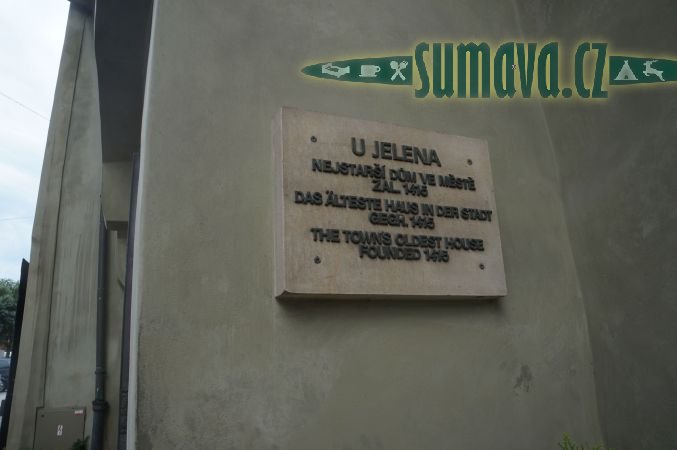 sumava.cz
U JELENA
NEJSTARŠÍ DŮM VE MĚSTĚ
ZAL. 1415
DAS ÄLTESTE HAUS IN DER STADT
GEGR. 1415
THE TOWN'S OLDEST HOUSE
FOUNDED 1415